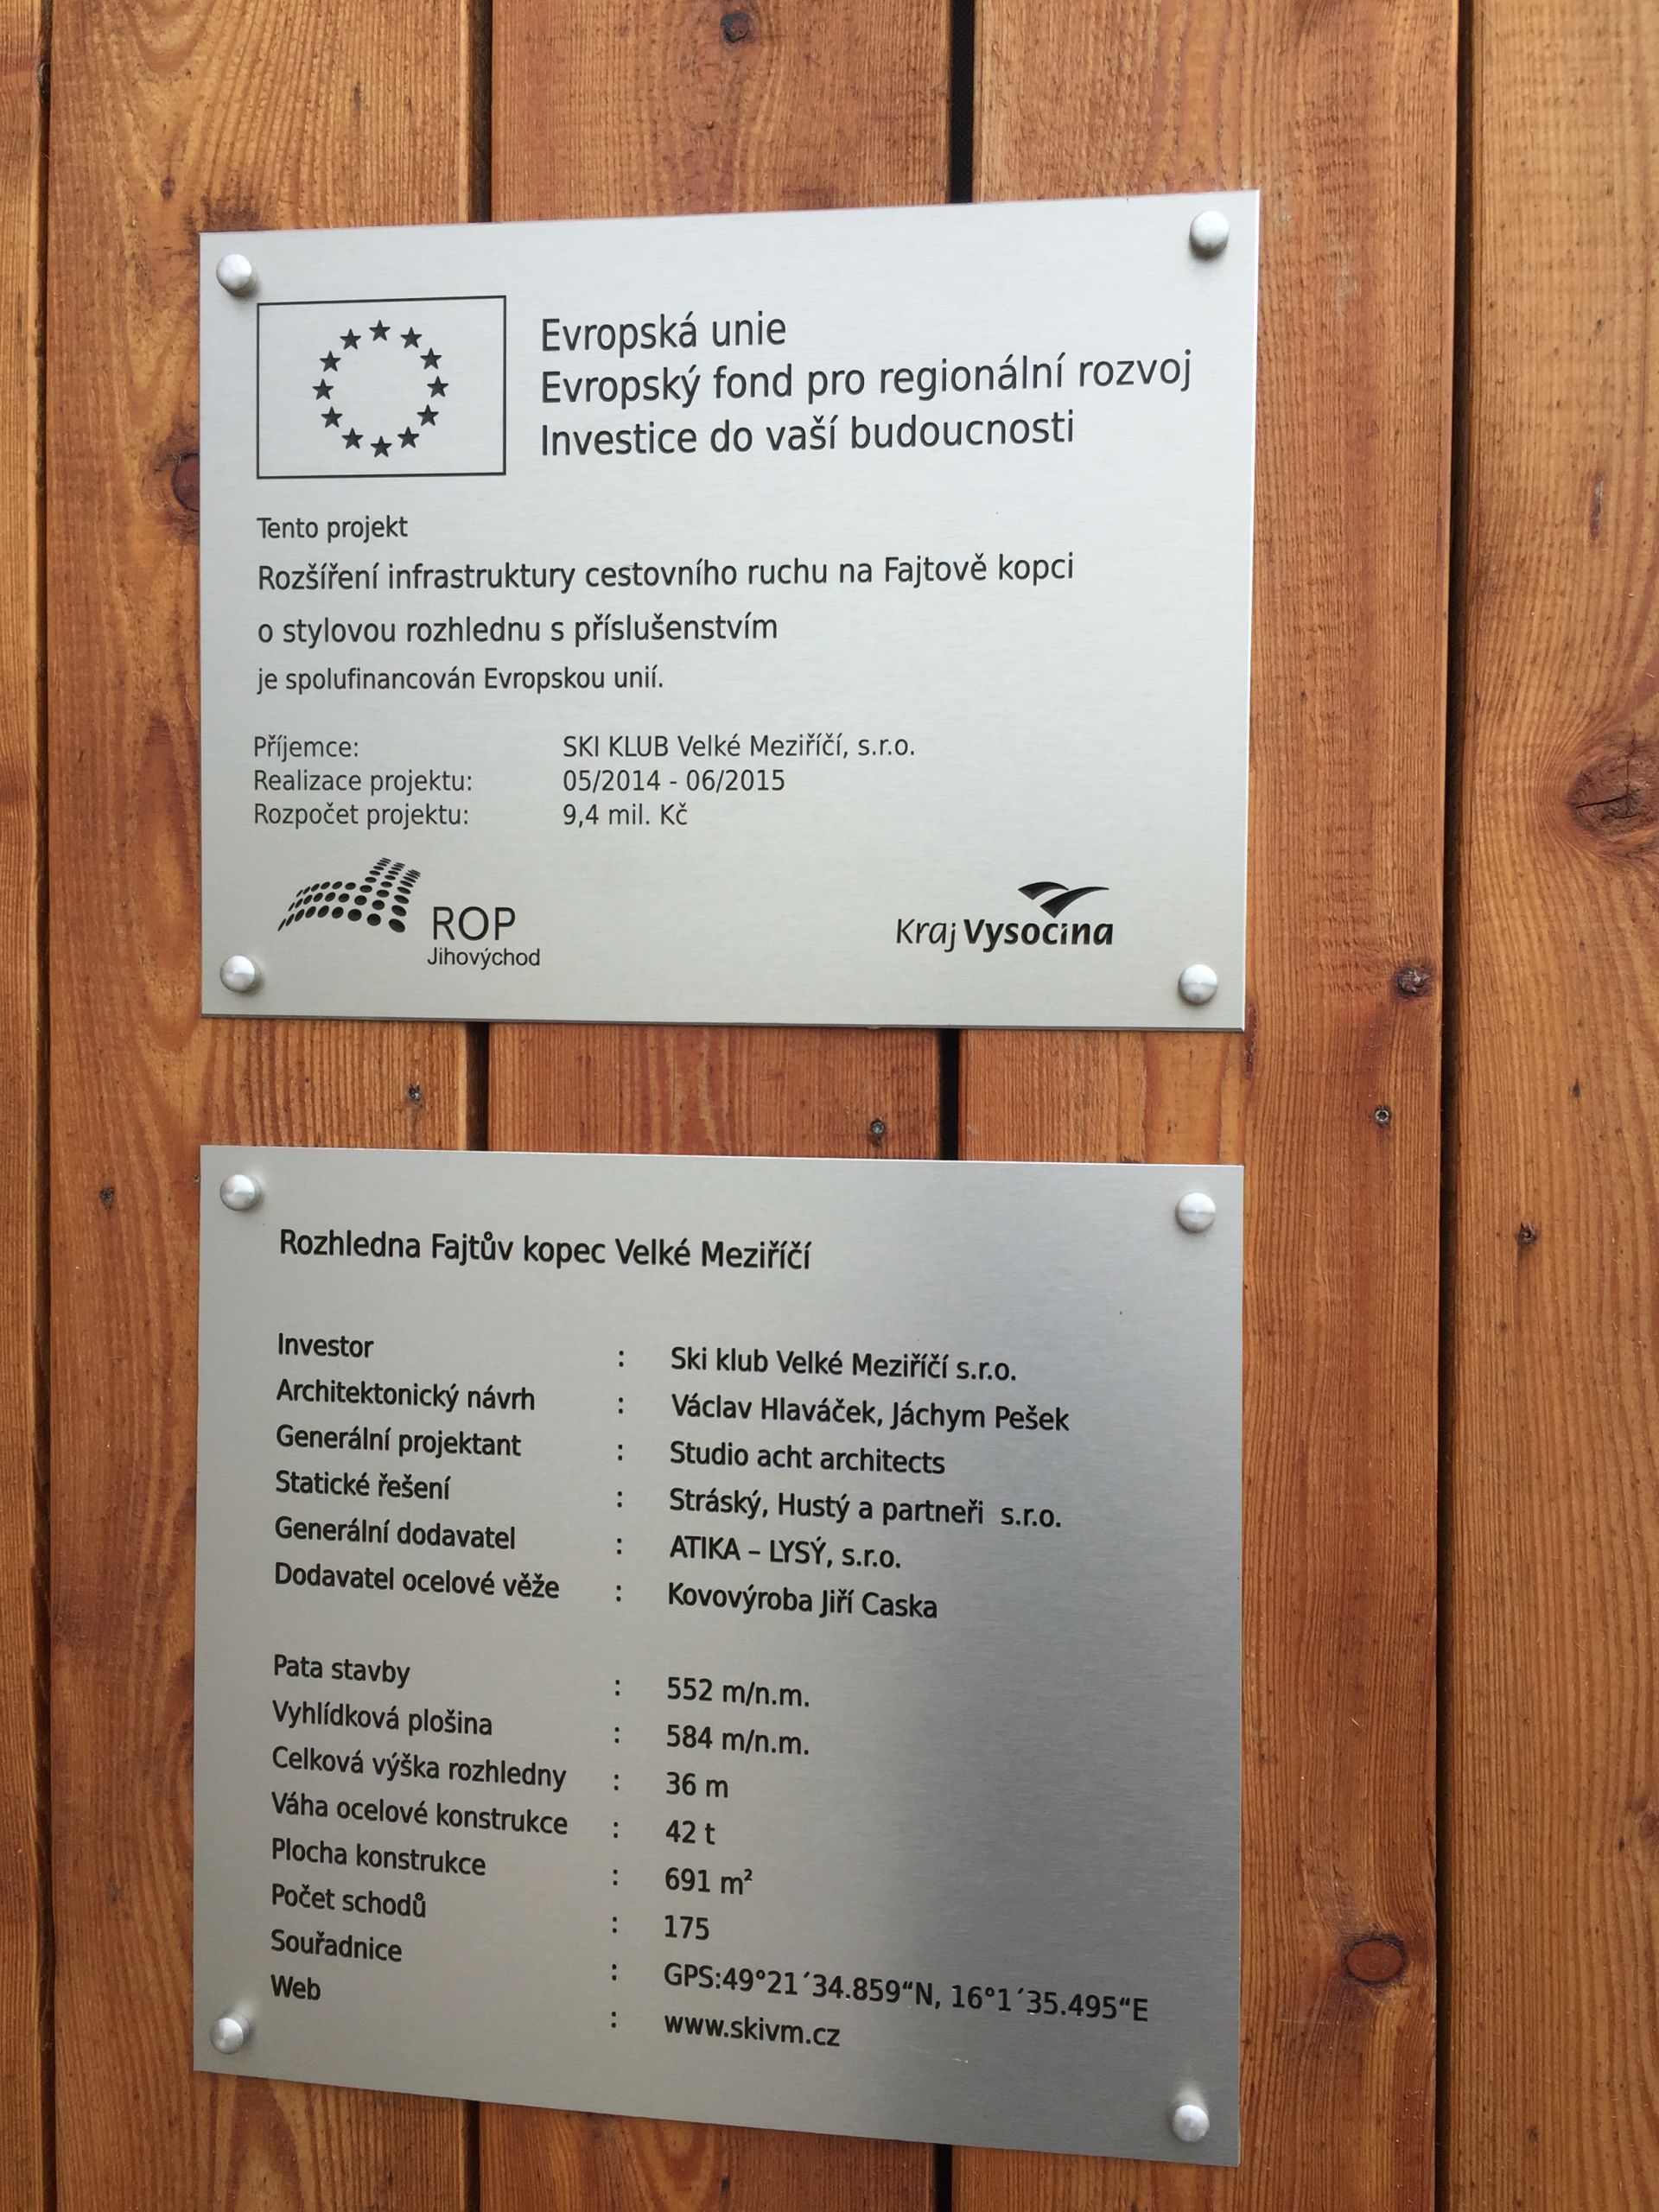 Evropská unie
Evropský fond pro regionální rozvoj
Investice do vaší budoucnosti
Tento projekt
Rozšíření infrastruktury cestovního ruchu na Fajtově kopci
o stylovou rozhlednu s příslušenstvím
je spolufinancován Evropskou unií.
Příjemce: SKI KLUB Velké Meziříčí, s.r.o.
Realizace projektu: 05/2014 - 06/2015
Rozpočet projektu: 9,4 mil. Kč
ROP
Jihovýchod
Kraj Vysočina
Rozhledna Fajtův kopec Velké Meziříčí
Investor : Ski klub Velké Meziříčí s.r.o.
Architektonický návrh : Václav Hlaváček, Jáchym Pešek
Generální projektant : Studio acht architects
Statické řešení : Stráský, Hustý a partneři s.r.o.
Generální dodavatel : ATIKA – LYSÝ, s.r.o.
Dodavatel ocelové věže : Kovovýroba Jiří Caska
Pata stavby : 552 m/n.m.
Vyhlídková plošina : 584 m/n.m.
Celková výška rozhledny : 36 m
Váha ocelové konstrukce : 42 t
Plocha konstrukce : 691 m²
Počet schodů : 175
Souřadnice : GPS:49°21´34.859“N, 16°1´35.495“E
Web : www.skivm.cz